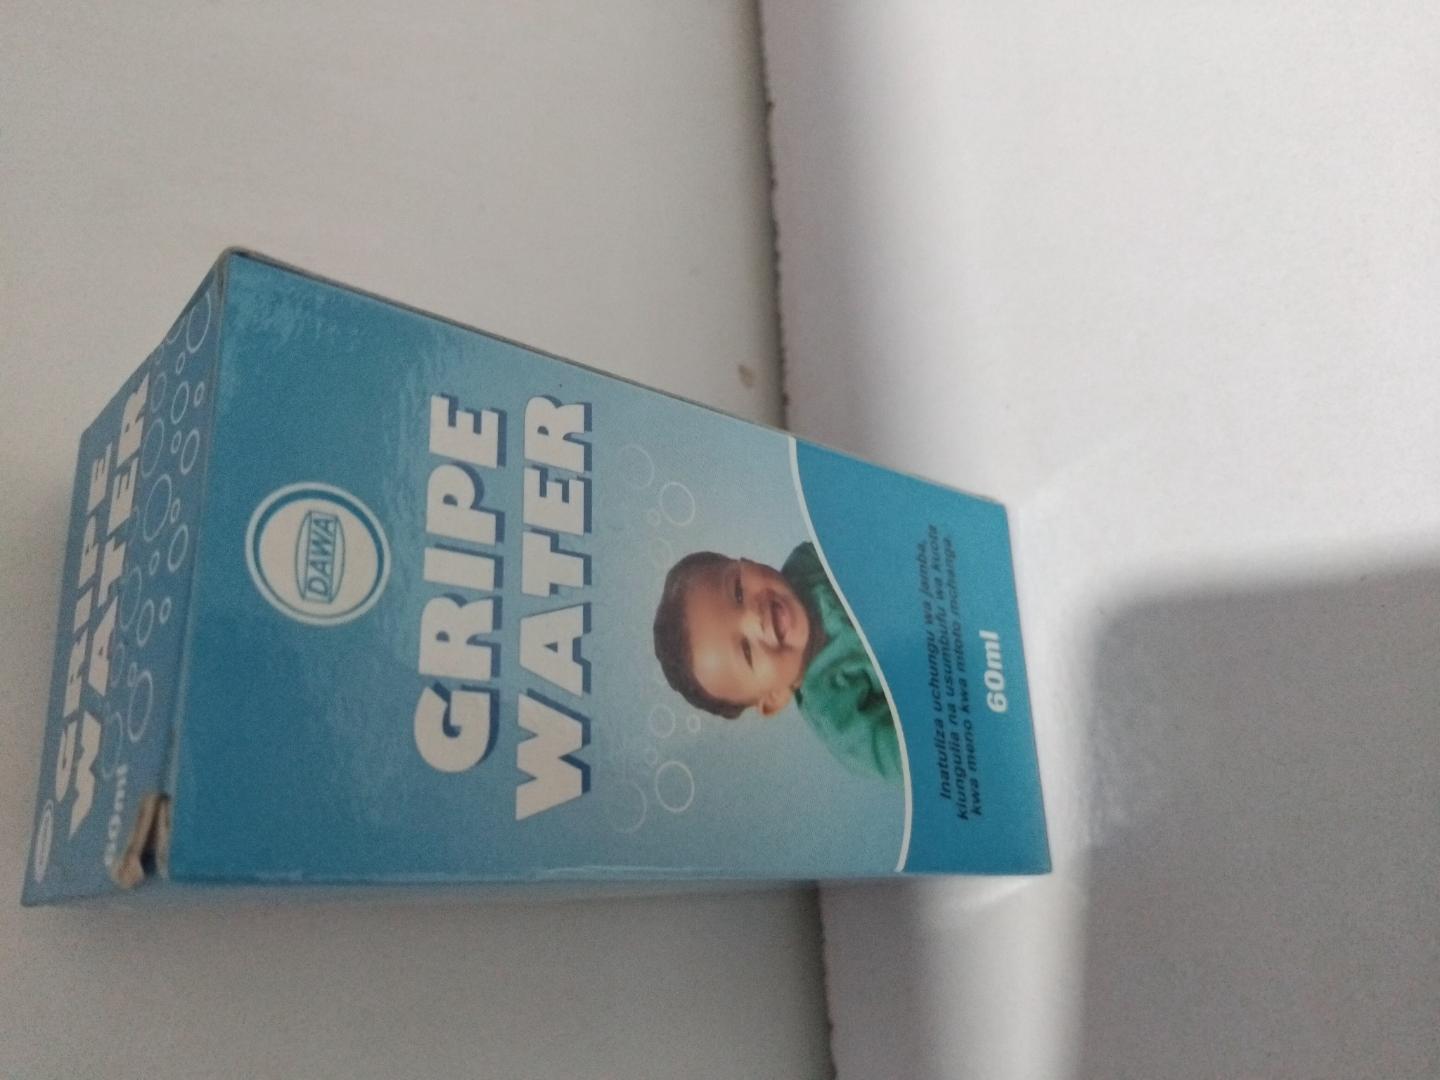 DAWA
GRIPE
WATER
Inatuliza uchungu wa jamba,
kiungulia na usumbufu wa kuota
kwa meno kwa mtoto mchanga.
60ml
GRIPE
WATER
60ml